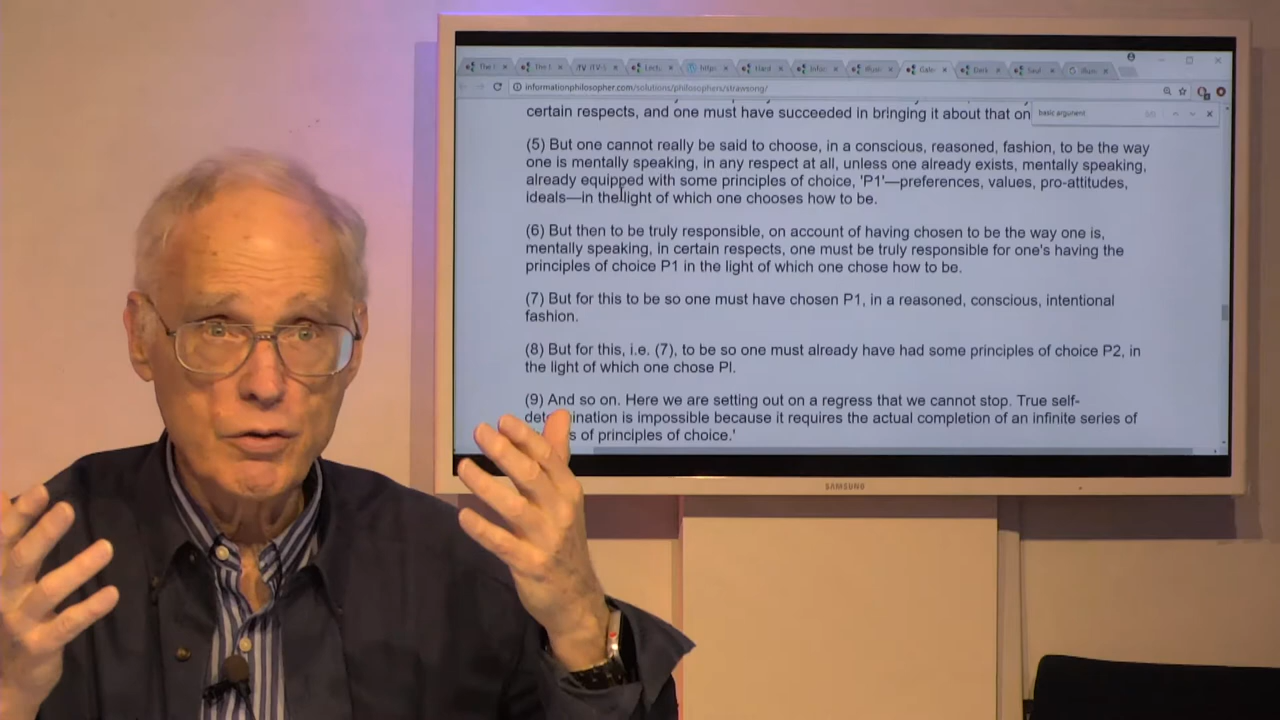 informationphilosopher.com/solutions/philosophers/strawsong/
certain respects, and one must have succeeded in bringing it about that on
basic argument
(5) But one cannot really be said to choose, in a conscious, reasoned, fashion, to be the way
one is mentally speaking, in any respect at all, unless one already exists, mentally speaking,
already equipped with some principles of choice, 'P1'—preferences, values, pro-attitudes,
ideals—in the light of which one chooses how to be.
(6) But then to be truly responsible, on account of having chosen to be the way one is,
mentally speaking, in certain respects, one must be truly responsible for one's having the
principles of choice P1 in the light of which one chose how to be.
(7) But for this to be so one must have chosen P1, in a reasoned, conscious, intentional
fashion.
(8) But for this, i.e. (7), to be so one must already have had some principles of choice P2, in
the light of which one chose Pl.
(9) And so on. Here we are setting out on a regress that we cannot stop. True self-
determination is impossible because it requires the actual completion of an infinite series of
s of principles of choice.'
SAMSUNG